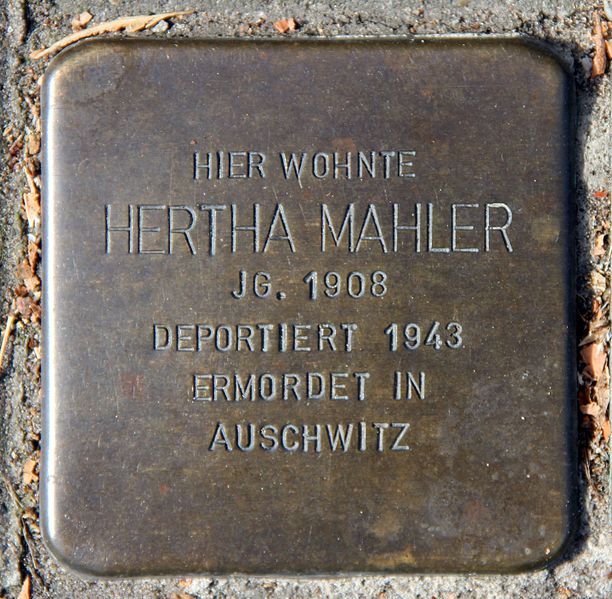 HIER WOHNTE
HERTHA MAHLER
JG. 1908
DEPORTIERT 1943
ERMORDET IN
AUSCHWITZ